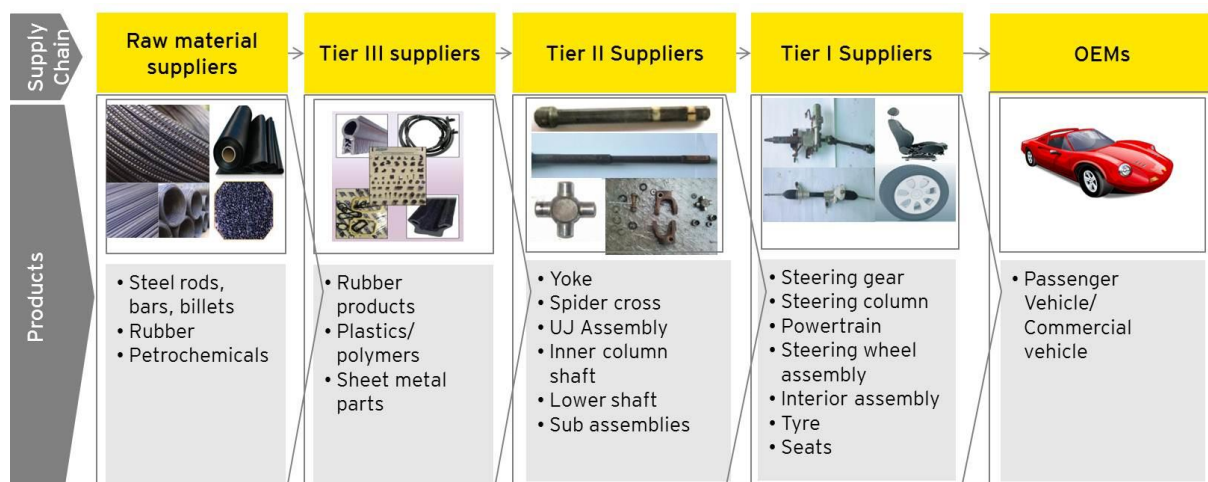 Supply
Chain
Raw material
suppliers
Tier III suppliers
Tier II Suppliers
Tier I Suppliers
OEMs
Products
• Steel rods,
bars, billets
• Rubber
• Petrochemicals
• Rubber
products
• Plastics/
polymers
• Sheet metal
parts
• Yoke
• Spider cross
• UJ Assembly
• Inner column
shaft
• Lower shaft
• Sub assemblies
• Steering gear
• Steering column
• Powertrain
• Steering wheel
assembly
• Interior assembly
• Tyre
• Seats
• Passenger
Vehicle/
Commercial
vehicle